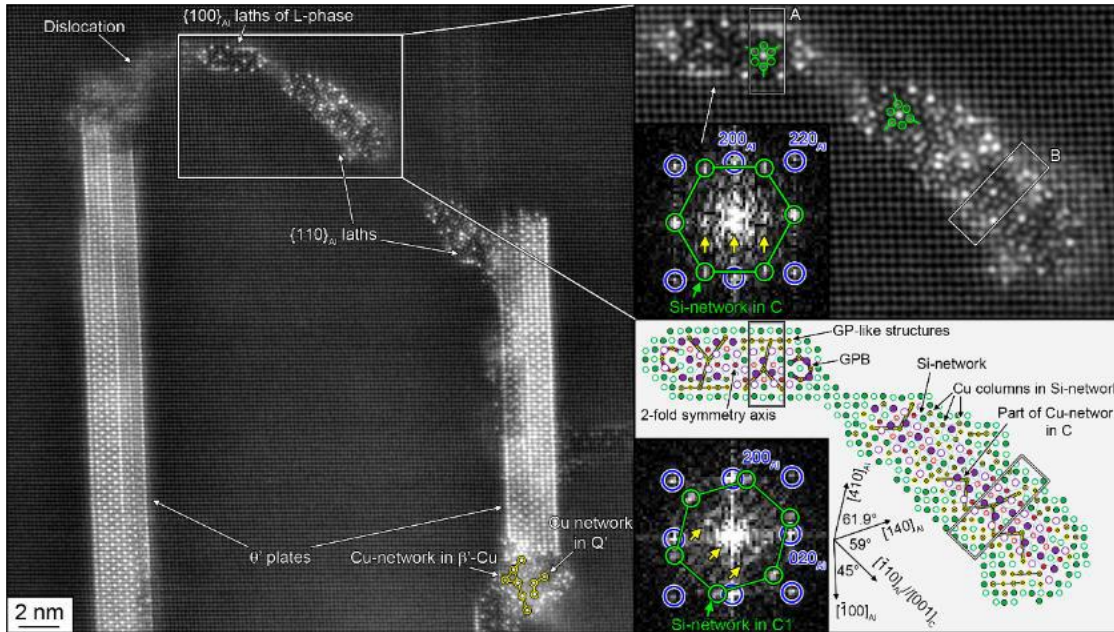 {100}Al laths of L-phase
Dislocation
{110}Al laths
θ' plates
Cu-network in β'-Cu
Cu network
in Q'
2 nm
A
B
200Al
220Al
Si-network in C
GP-like structures
GPB
Si-network
Cu columns in Si-network
2-fold symmetry axis
Part of Cu-network
in C
200Al
020Al
Si-network in C1
[410]Al
61.9°
[140]Al
59°
45°
[1̄10]Al//[001]C
[1̄00]Al